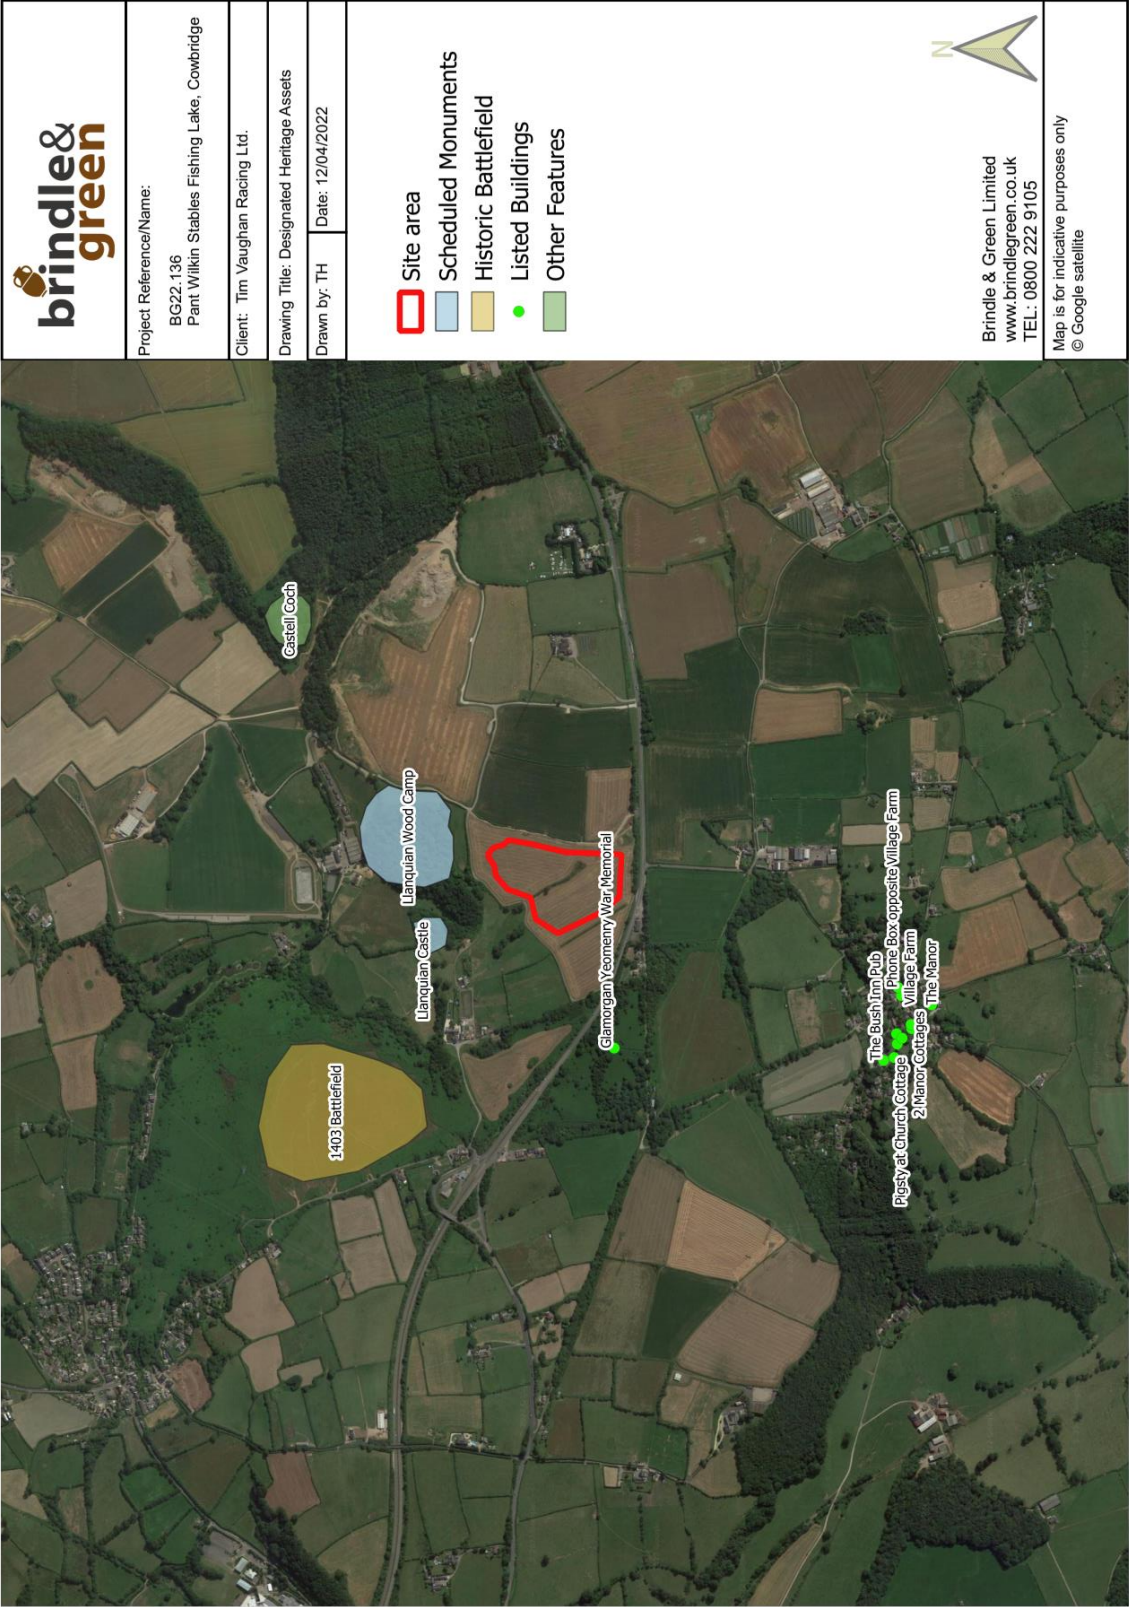 brindle&
green
Project Reference/Name:
BG22.136
Pant Wilkin Stables Fishing Lake, Cowbridge
Client: Tim Vaughan Racing Ltd.
Drawing Title: Designated Heritage Assets
Drawn by: TH
Date: 12/04/2022
Site area
Scheduled Monuments
Historic Battlefield
Listed Buildings
Other Features
N
Brindle & Green Limited
www.brindlegreen.co.uk
TEL: 0800 222 9105
Map is for indicative purposes only
© Google satellite
Castell Coch
1403 Battlefield
Llanquian Wood Camp
Llanquian Castle
Glamorgan Yeomenry War Memorial
The Bush Inn Pub
Phone Box opposite Village Farm
Pigsty at Church Cottage
Village Farm
2 Manor Cottages
The Manor